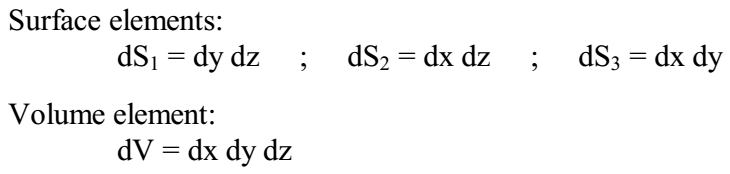 Surface elements:
dS₁ = dy dz ; dS₂ = dx dz ; dS₃ = dx dy
Volume element:
dV = dx dy dz